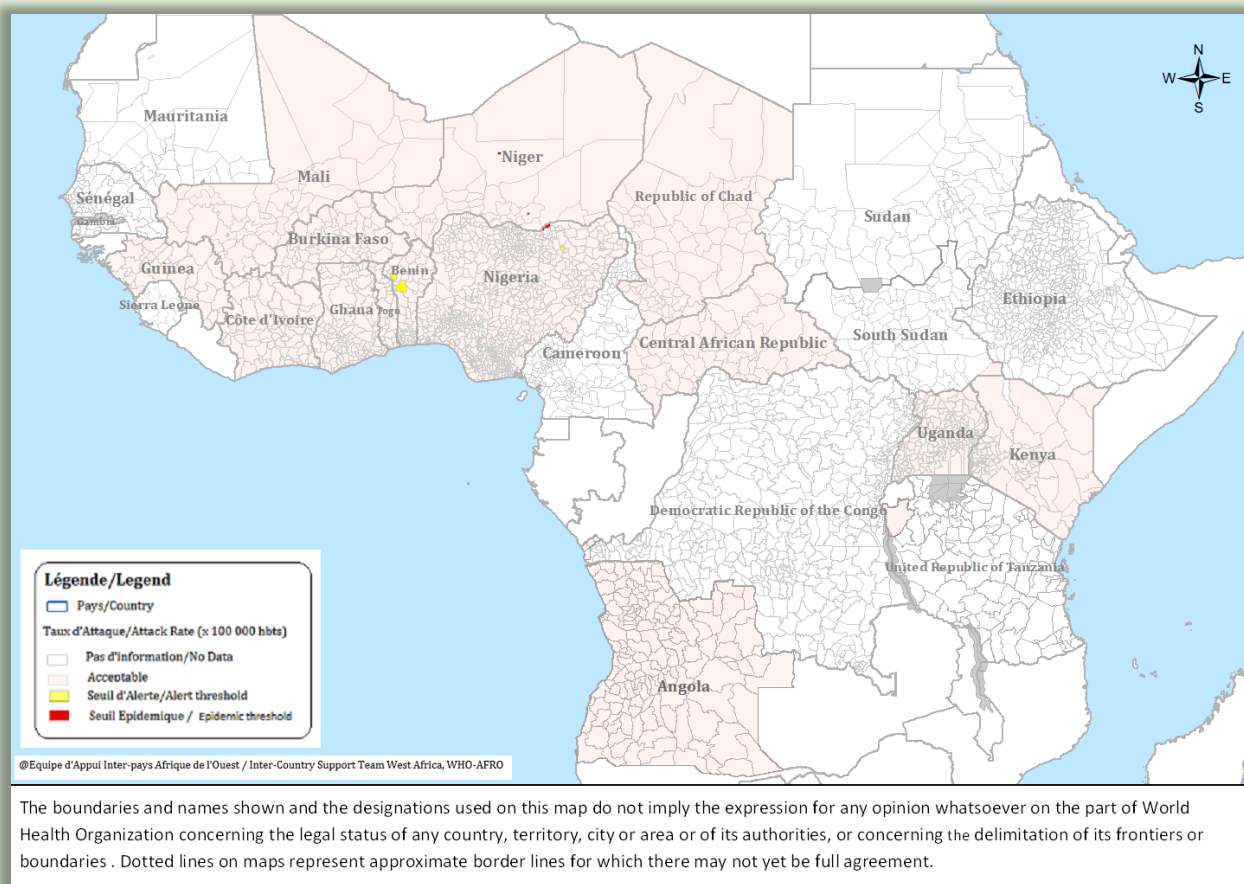 N
W E
S
Mauritania
Niger
Mali
Republic of Chad
Sénégal
Sudan
Gambia
Burkina Faso
Guinea
Benin
Nigeria
Ethiopia
Sierra Leone
Côte d'Ivoire
Ghana
Togo
South Sudan
Central African Republic
Cameroon
Uganda
Kenya
Democratic Republic of the Congo
United Republic of Tanzania
Angola
Légende/Legend
Pays/Country
Taux d'Attaque/Attack Rate (x 100 000 hbts)
Pas d'information/No Data
Acceptable
Seuil d'Alerte/Alert threshold
Seuil Epidemique / Epidemic threshold
@Equipe d'Appui Inter-pays Afrique de l'Ouest / Inter-Country Support Team West Africa, WHO-AFRO
The boundaries and names shown and the designations used on this map do not imply the expression for any opinion whatsoever on the part of World
Health Organization concerning the legal status of any country, territory, city or area or of its authorities, or concerning the delimitation of its frontiers or
boundaries . Dotted lines on maps represent approximate border lines for which there may not yet be full agreement.